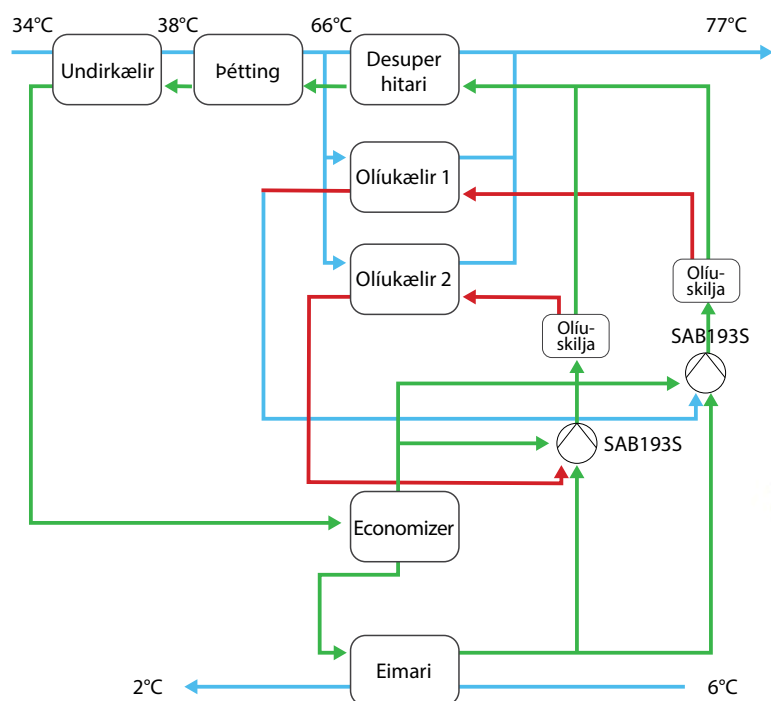 34°C
38°C
66°C
77°C
Undirkælir
Þétting
Desuper
hitari
Olíukælir 1
Olíukælir 2
Olíu-
skilja
SAB193S
Olíu-
skilja
SAB193S
Economizer
Eimari
2°C
6°C